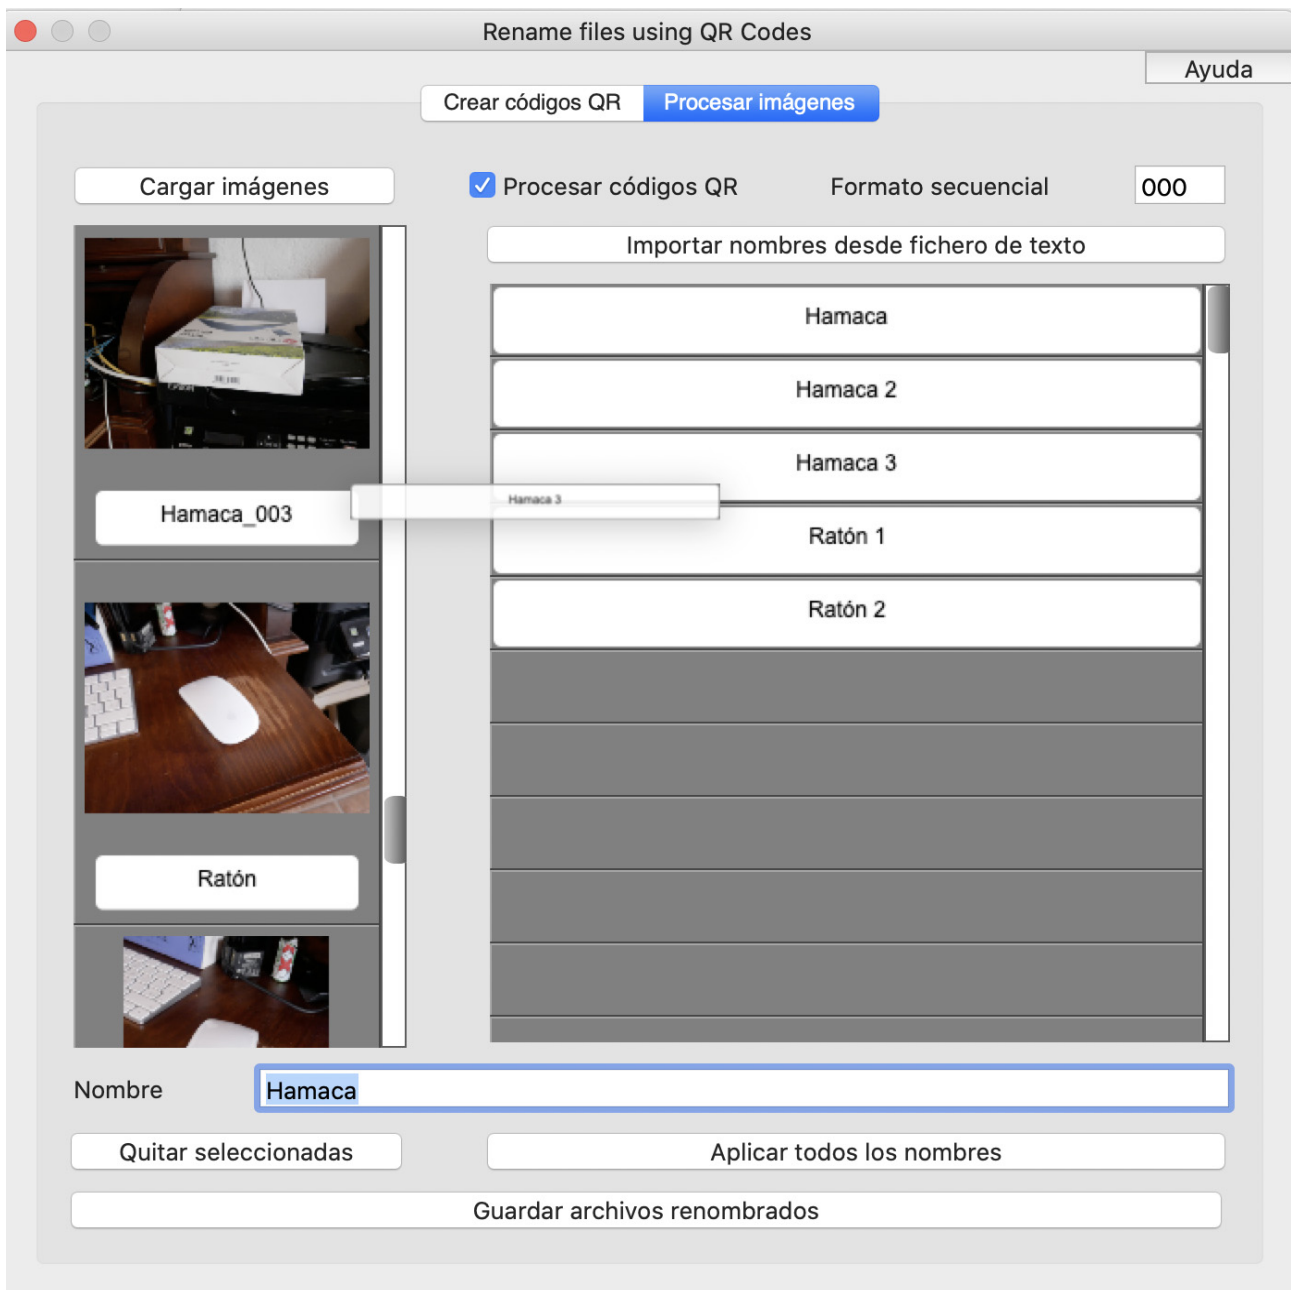 Rename files using QR Codes
Ayuda
Crear códigos QR
Procesar imágenes
Cargar imágenes
Procesar códigos QR
Formato secuencial
000
Importar nombres desde fichero de texto
Hamaca
Hamaca 2
Hamaca 3
Hamaca_003
Hamaca 3
Ratón 1
Ratón 2
Ratón
Nombre
Hamaca
Quitar seleccionadas
Aplicar todos los nombres
Guardar archivos renombrados